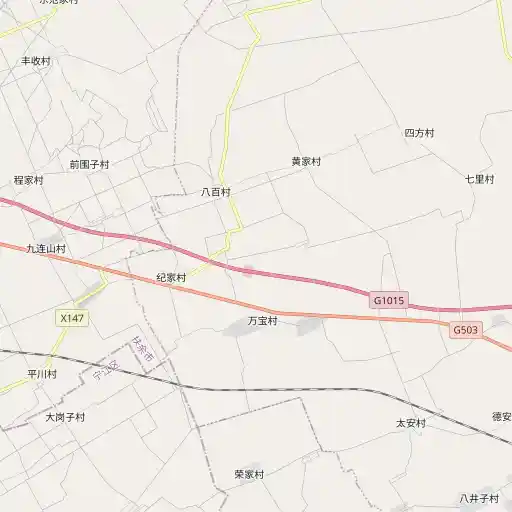 丰收村
四方村
黄家村
前围子村
程家村
七里村
八百村
九连山村
纪家村
G1015
X147
万宝村
G503
扶余市
宁江区
平川村
大岗子村
太安村
德安
荣家村
八井子村